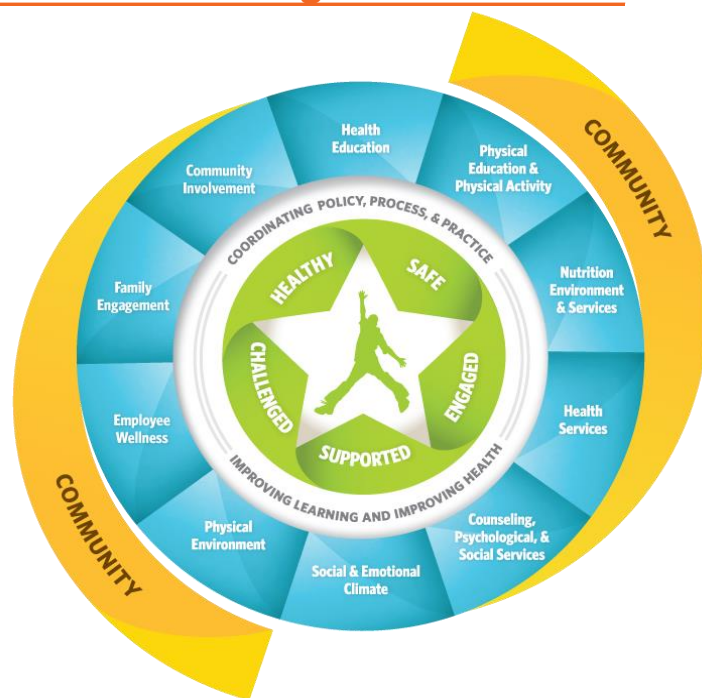 COMMUNITY
Health
Education
Physical
Education &
Physical Activity
Nutrition
Environment
& Services
Health
Services
Counseling,
Psychological, &
Social Services
Social & Emotional
Climate
Physical
Environment
Employee
Wellness
Family
Engagement
Community
Involvement
COORDINATING POLICY, PROCESS, & PRACTICE
IMPROVING LEARNING AND IMPROVING HEALTH
HEALTHY
SAFE
ENGAGED
SUPPORTED
CHALLENGED
COMMUNITY